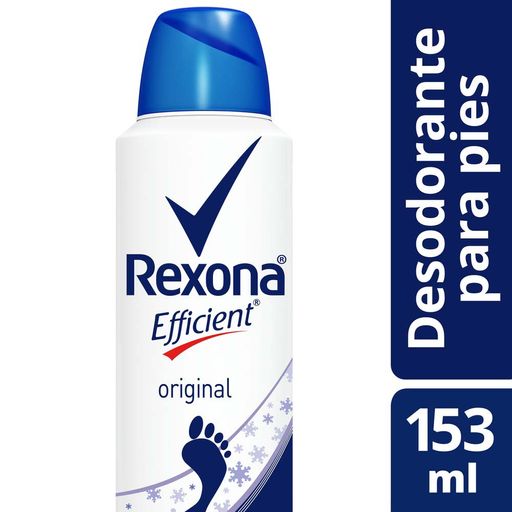 Rexona®
Efficient®
original
Desodorante
para pies
153
ml